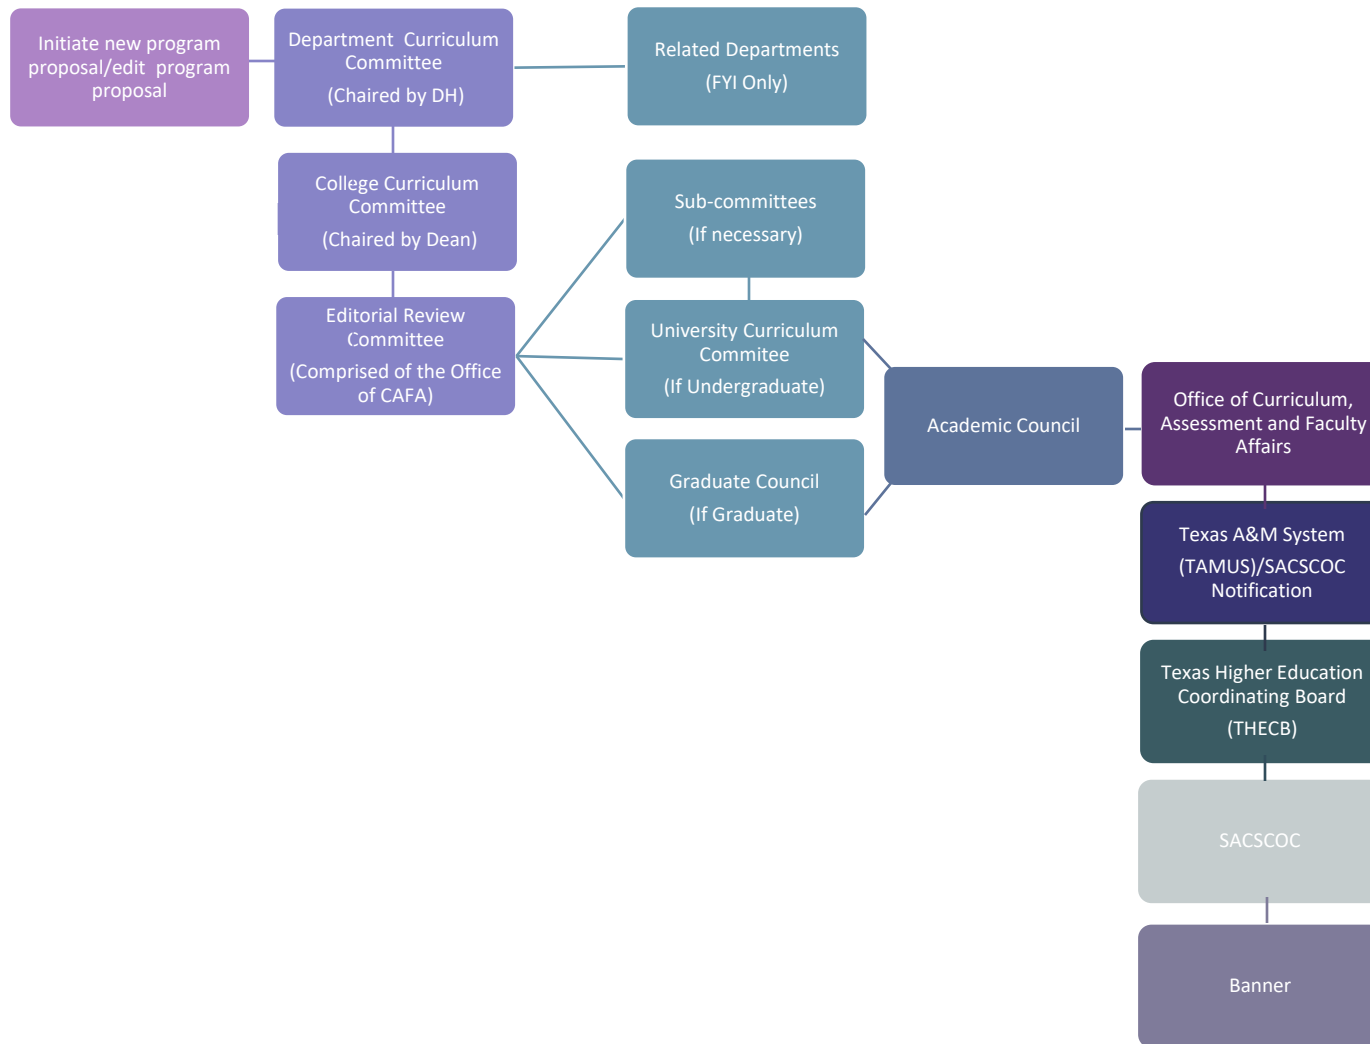 Initiate new program
proposal/edit program
proposal
Department Curriculum
Committee
(Chaired by DH)
Related Departments
(FYI Only)
College Curriculum
Committee
(Chaired by Dean)
Sub-committees
(If necessary)
Editorial Review
Committee
(Comprised of the Office
of CAFA)
University Curriculum
Commitee
(If Undergraduate)
Graduate Council
(If Graduate)
Academic Council
Office of Curriculum,
Assessment and Faculty
Affairs
Texas A&M System
(TAMUS)/SACSCOC
Notification
Texas Higher Education
Coordinating Board
(THECB)
SACSCOC
Banner